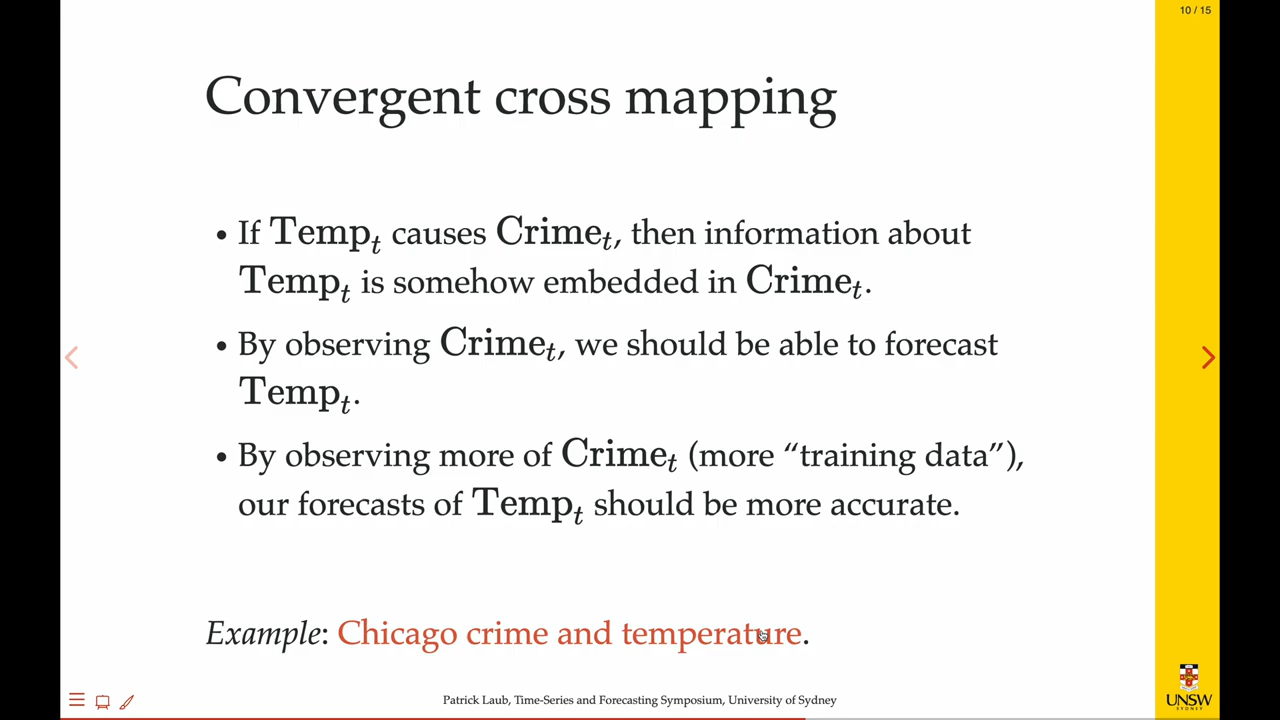 10 / 15
Convergent cross mapping
• If Temp_t causes Crime_t, then information about
Temp_t is somehow embedded in Crime_t.
• By observing Crime_t, we should be able to forecast
Temp_t.
• By observing more of Crime_t (more “training data”),
our forecasts of Temp_t should be more accurate.
Example: Chicago crime and temperature.
Patrick Laub, Time-Series and Forecasting Symposium, University of Sydney
UNSW
SYDNEY